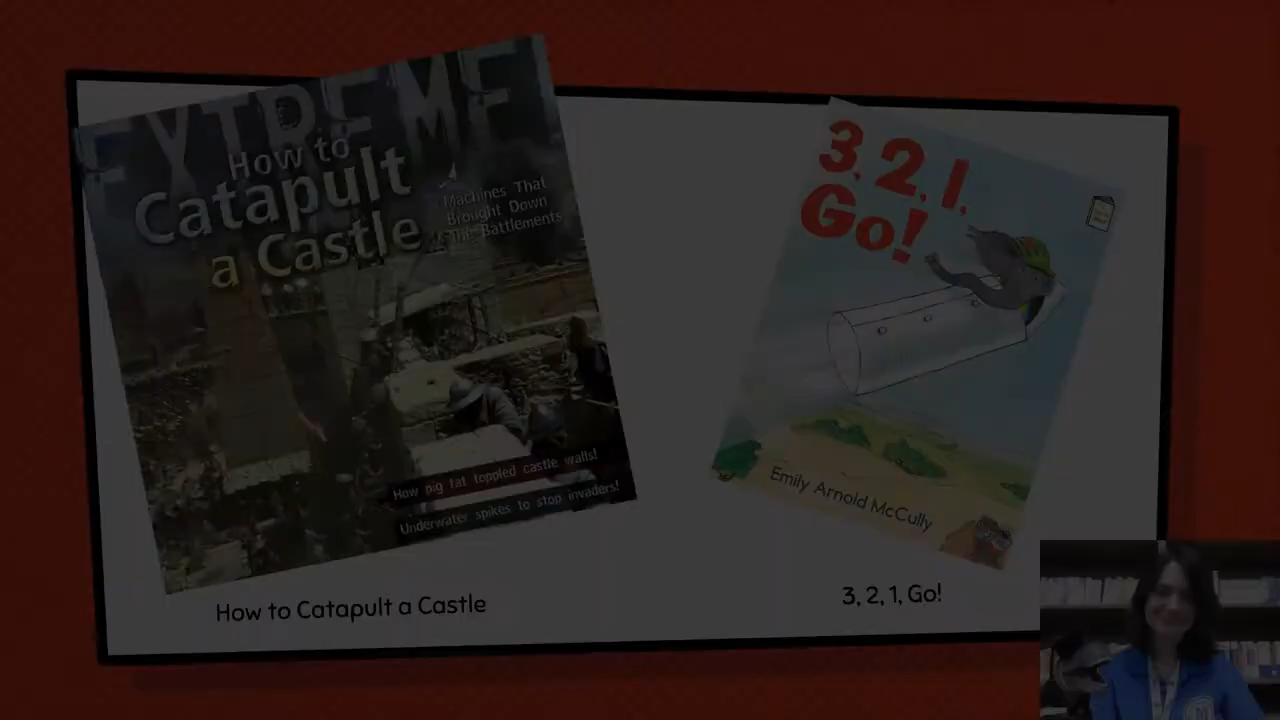 EXTREME!
How to
Catapult
a Castle
Machines That
Brought Down
The Battlements
How pig fat toppled castle walls!
Underwater spikes to stop invaders!
How to Catapult a Castle
3, 2, 1,
Go!
Emily Arnold McCully
3, 2, 1, Go!